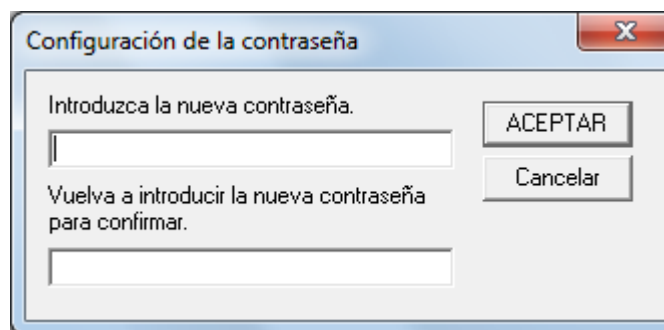 Configuración de la contraseña
Introduzca la nueva contraseña.
ACEPTAR
Cancelar
Vuelva a introducir la nueva contraseña
para confirmar.